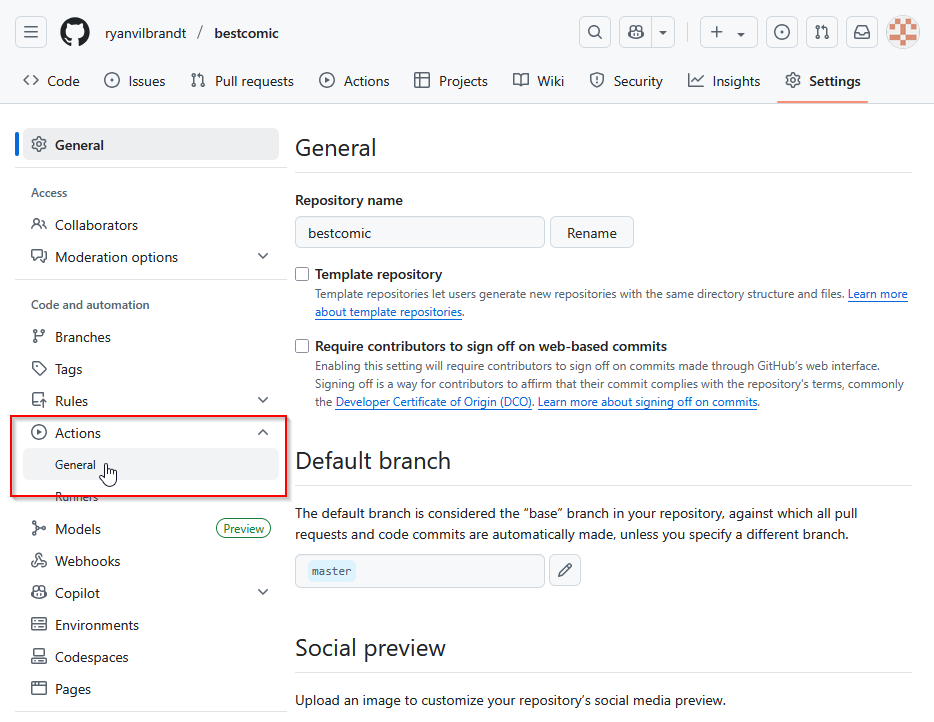 ryanvilbrandt / bestcomic
Code Issues Pull requests Actions Projects Wiki Security Insights Settings
General
Access
Collaborators
Moderation options
Code and automation
Branches
Tags
Rules
Actions
General
Runners
Models Preview
Webhooks
Copilot
Environments
Codespaces
Pages
General
Repository name
bestcomic Rename
Template repository
Template repositories let users generate new repositories with the same directory structure and files. Learn more
about template repositories.
Require contributors to sign off on web-based commits
Enabling this setting will require contributors to sign off on commits made through GitHub's web interface.
Signing off is a way for contributors to affirm that their commit complies with the repository's terms, commonly
the Developer Certificate of Origin (DCO). Learn more about signing off on commits.
Default branch
The default branch is considered the “base” branch in your repository, against which all pull
requests and code commits are automatically made, unless you specify a different branch.
master
Social preview
Upload an image to customize your repository's social media preview.